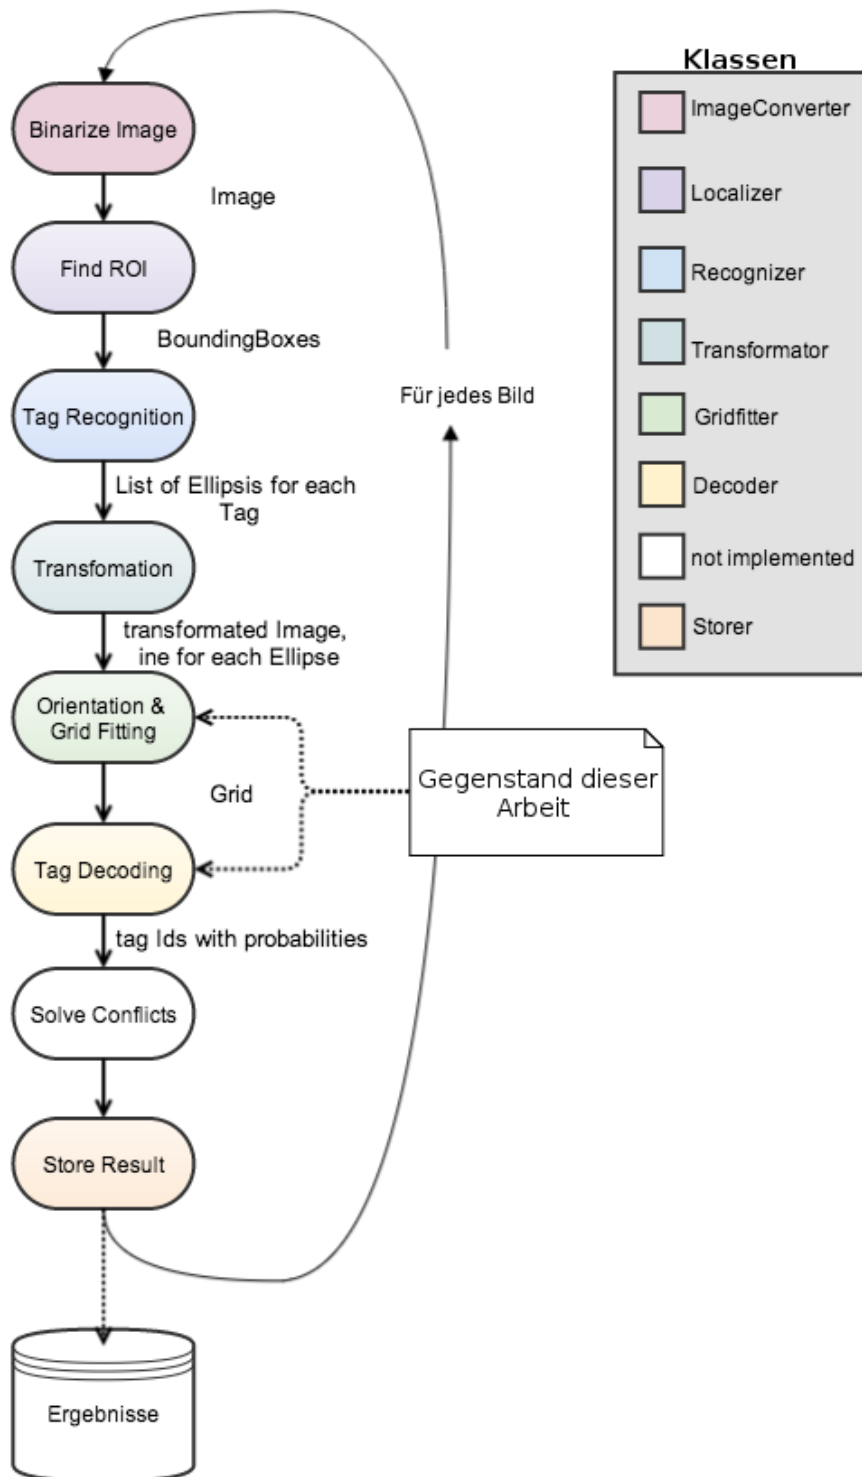 Binarize Image
Image
Find ROI
BoundingBoxes
Tag Recognition
List of Ellipsis for each
Tag
Transfomation
transformated Image,
ine for each Ellipse
Orientation &
Grid Fitting
Grid
Tag Decoding
tag Ids with probabilities
Solve Conflicts
Store Result
Ergebnisse
Für jedes Bild
Gegenstand dieser
Arbeit
Klassen
ImageConverter
Localizer
Recognizer
Transformator
Gridfitter
Decoder
not implemented
Storer